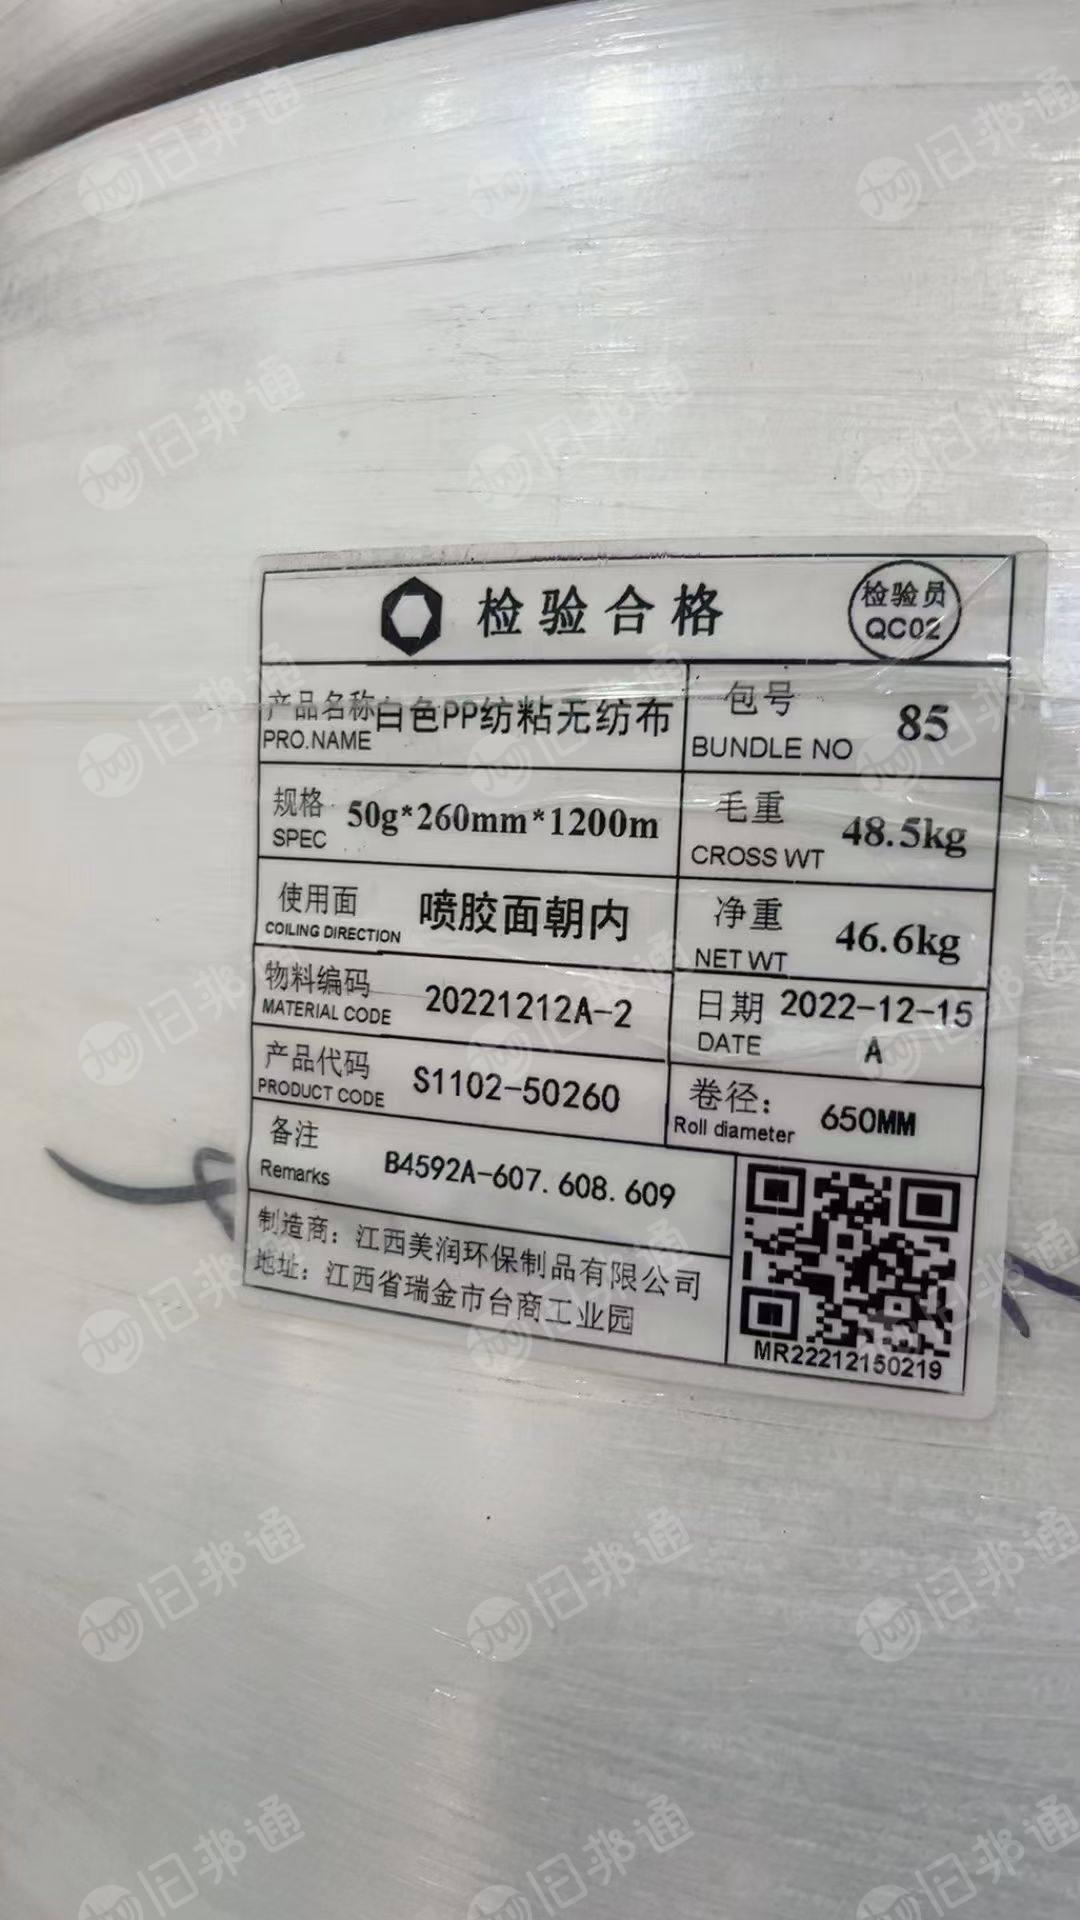 检验合格
检验员
QC02
产品名称 白色PP纺粘无纺布
PRO.NAME
包号 85
BUNDLE NO
规格 50g*260mm*1200m
SPEC
毛重 48.5kg
CROSS WT
使用面 喷胶面朝内
COILING DIRECTION
净重 46.6kg
NET WT
物料编码 20221212A-2
MATERIAL CODE
日期 2022-12-15
DATE A
产品代码 S1102-50260
PRODUCT CODE
卷径: 650MM
Roll diameter
备注 B4592A-607.608.609
Remarks
制造商: 江西美润环保制品有限公司
地址: 江西省瑞金市台商工业园
MR22212150219
旧邦通